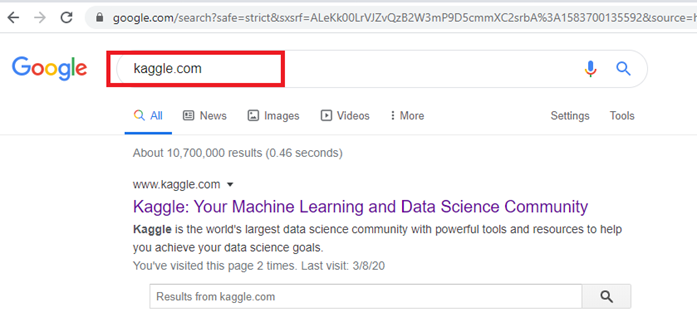 google.com/search?safe=strict&sxsrf=ALeKk00LrVJZvQzB2W3mP9D5cmmXC2srbA%3A1583700135592&source=h
Google
kaggle.com
All News Images Videos More Settings Tools
About 10,700,000 results (0.46 seconds)
www.kaggle.com
Kaggle: Your Machine Learning and Data Science Community
Kaggle is the world's largest data science community with powerful tools and resources to help
you achieve your data science goals.
You've visited this page 2 times. Last visit: 3/8/20
Results from kaggle.com